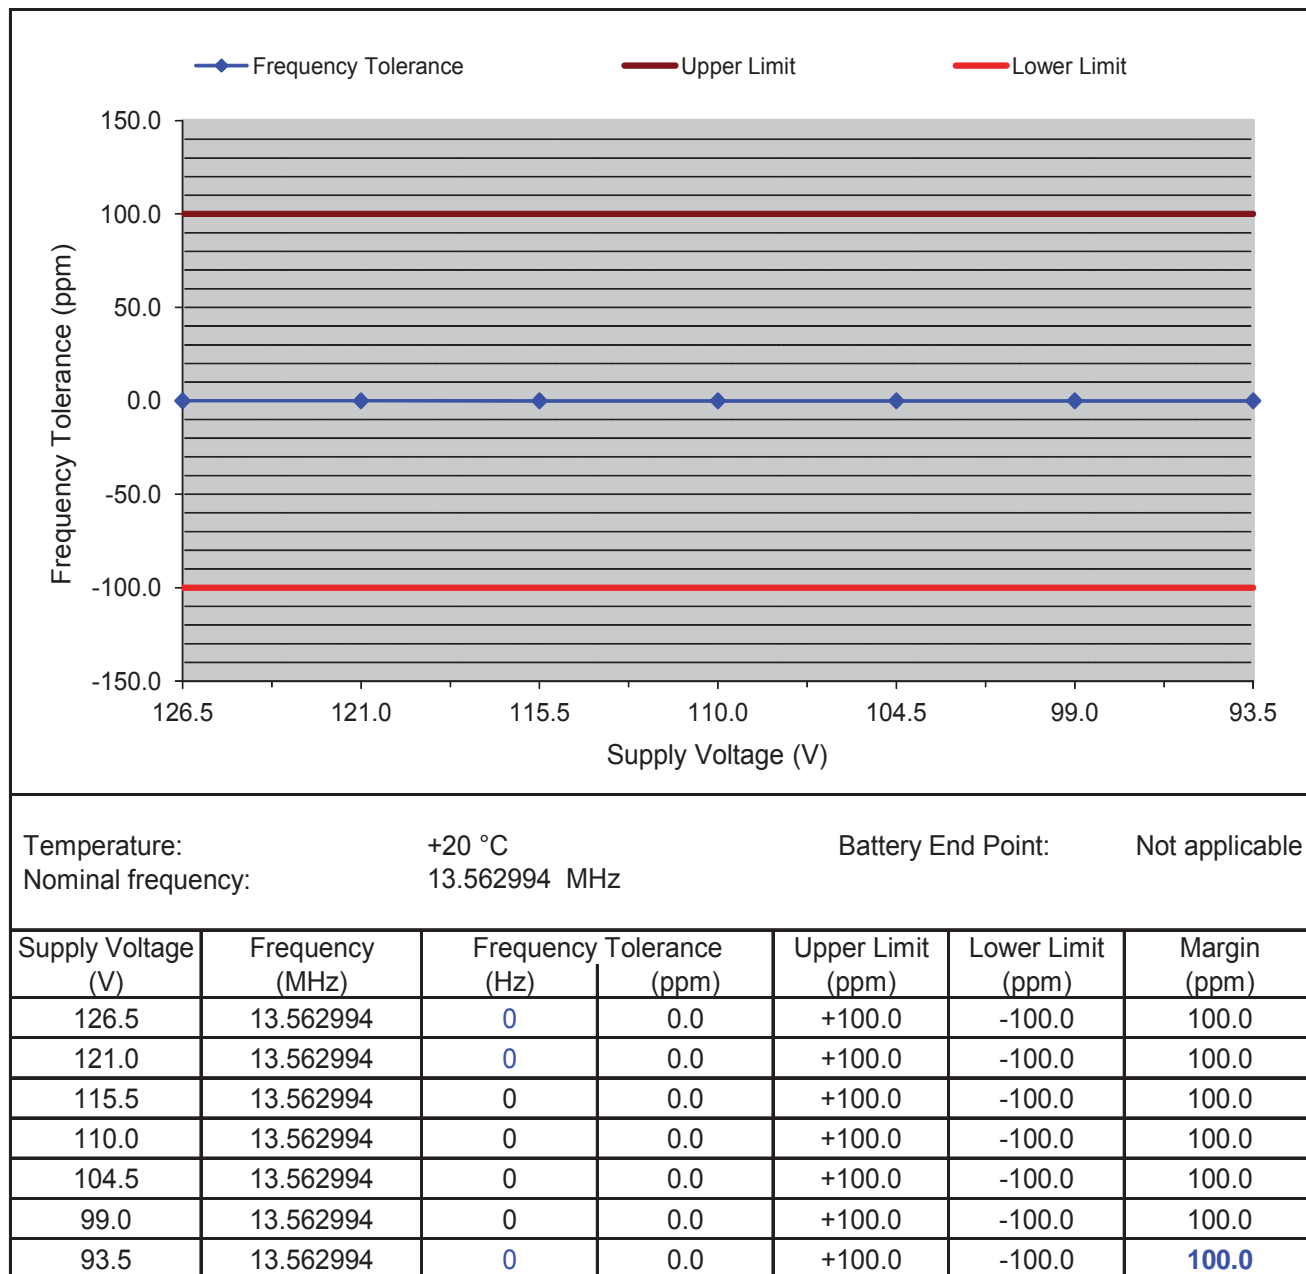 Frequency Tolerance Upper Limit Lower Limit
150.0
100.0
50.0
0.0
-50.0
-100.0
-150.0
Frequency Tolerance (ppm)
126.5 121.0 115.5 110.0 104.5 99.0 93.5
Supply Voltage (V)
Temperature: +20 °C Battery End Point: Not applicable
Nominal frequency: 13.562994 MHz
Supply Voltage Frequency Frequency Tolerance Upper Limit Lower Limit Margin
(V) (MHz) (Hz) (ppm) (ppm) (ppm) (ppm)
126.5 13.562994 0 0.0 +100.0 -100.0 100.0
121.0 13.562994 0 0.0 +100.0 -100.0 100.0
115.5 13.562994 0 0.0 +100.0 -100.0 100.0
110.0 13.562994 0 0.0 +100.0 -100.0 100.0
104.5 13.562994 0 0.0 +100.0 -100.0 100.0
99.0 13.562994 0 0.0 +100.0 -100.0 100.0
93.5 13.562994 0 0.0 +100.0 -100.0 100.0